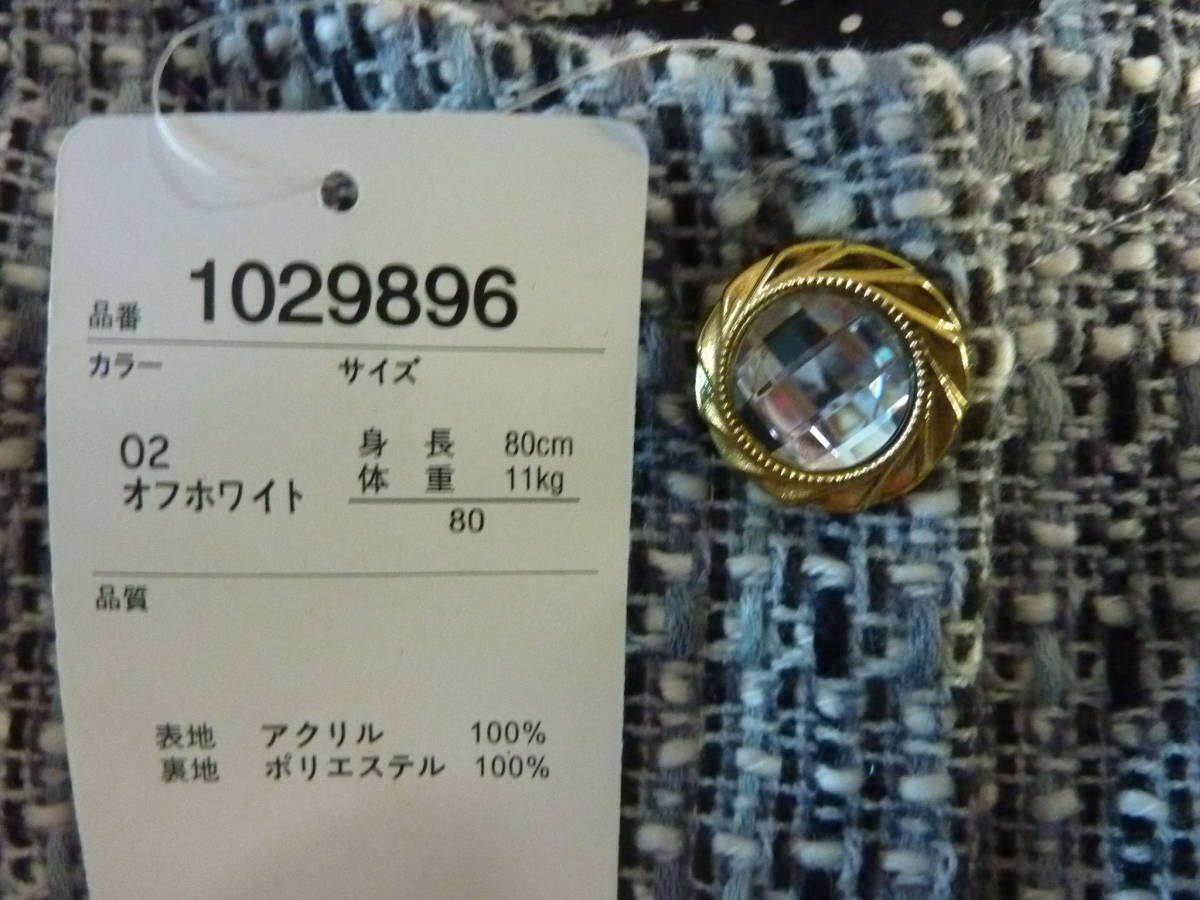 品番 1029896
カラー サイズ
02 身長 80cm
オフホワイト 体重 11kg
80
品質
表地 アクリル 100%
裏地 ポリエステル 100%